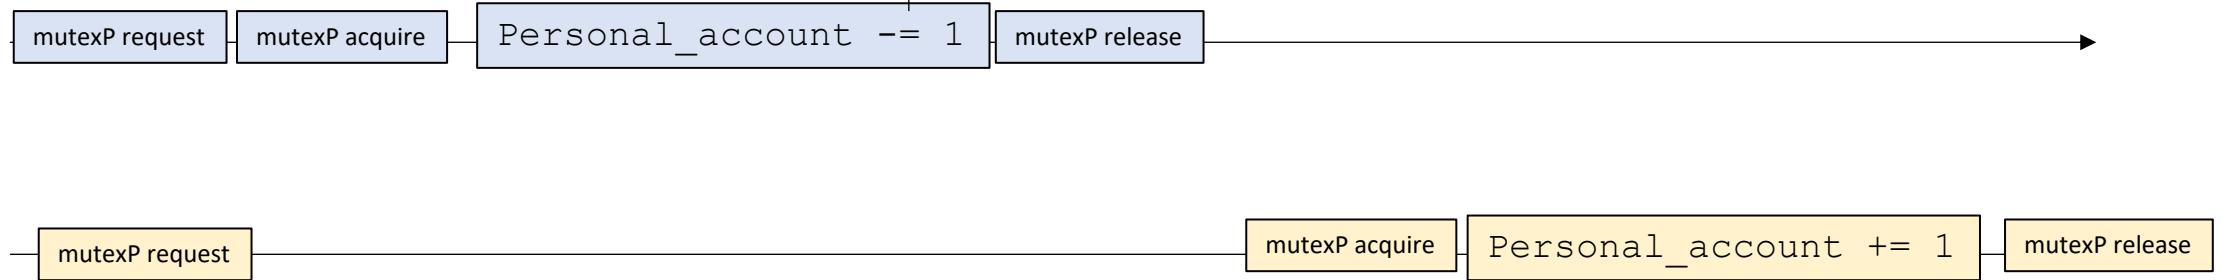 mutexP request mutexP acquire Personal_account -= 1 mutexP release
mutexP request mutexP acquire Personal_account += 1 mutexP release